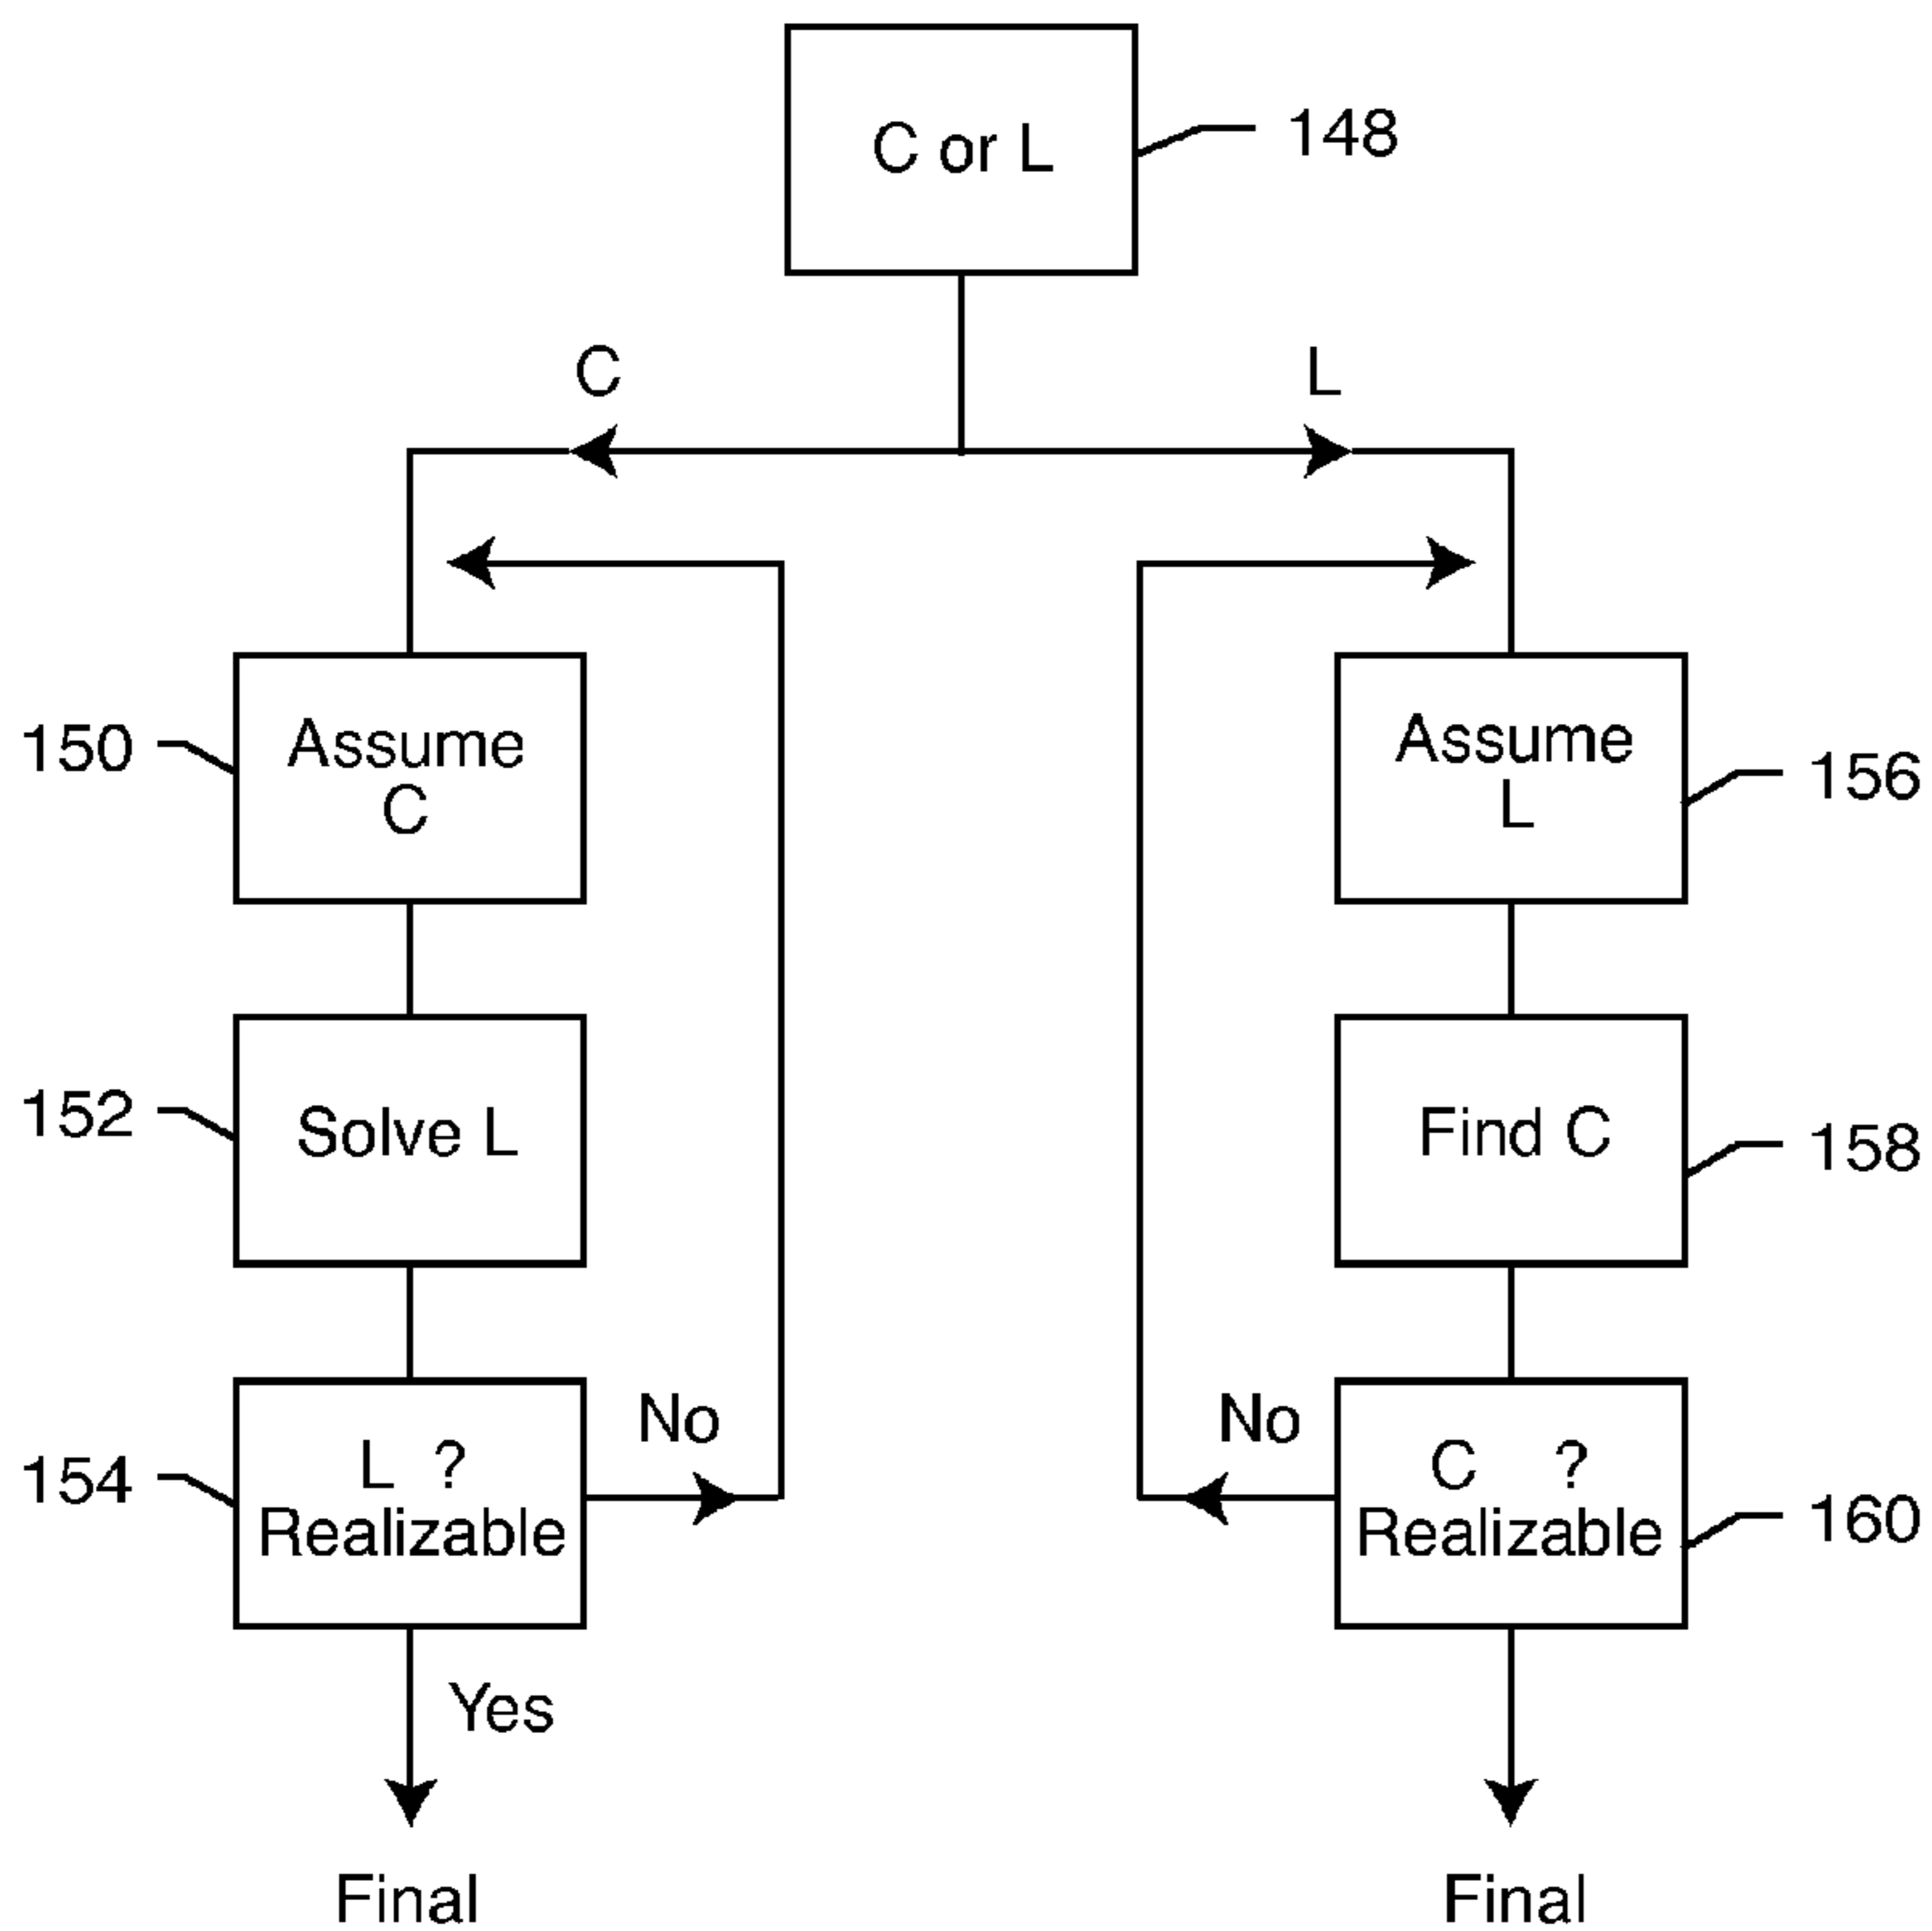 C or L
148
C
L
150
Assume
C
Assume
L
156
152
Solve L
Find C
158
154
L ?
Realizable
No
No
C ?
Realizable
160
Yes
Final
Final